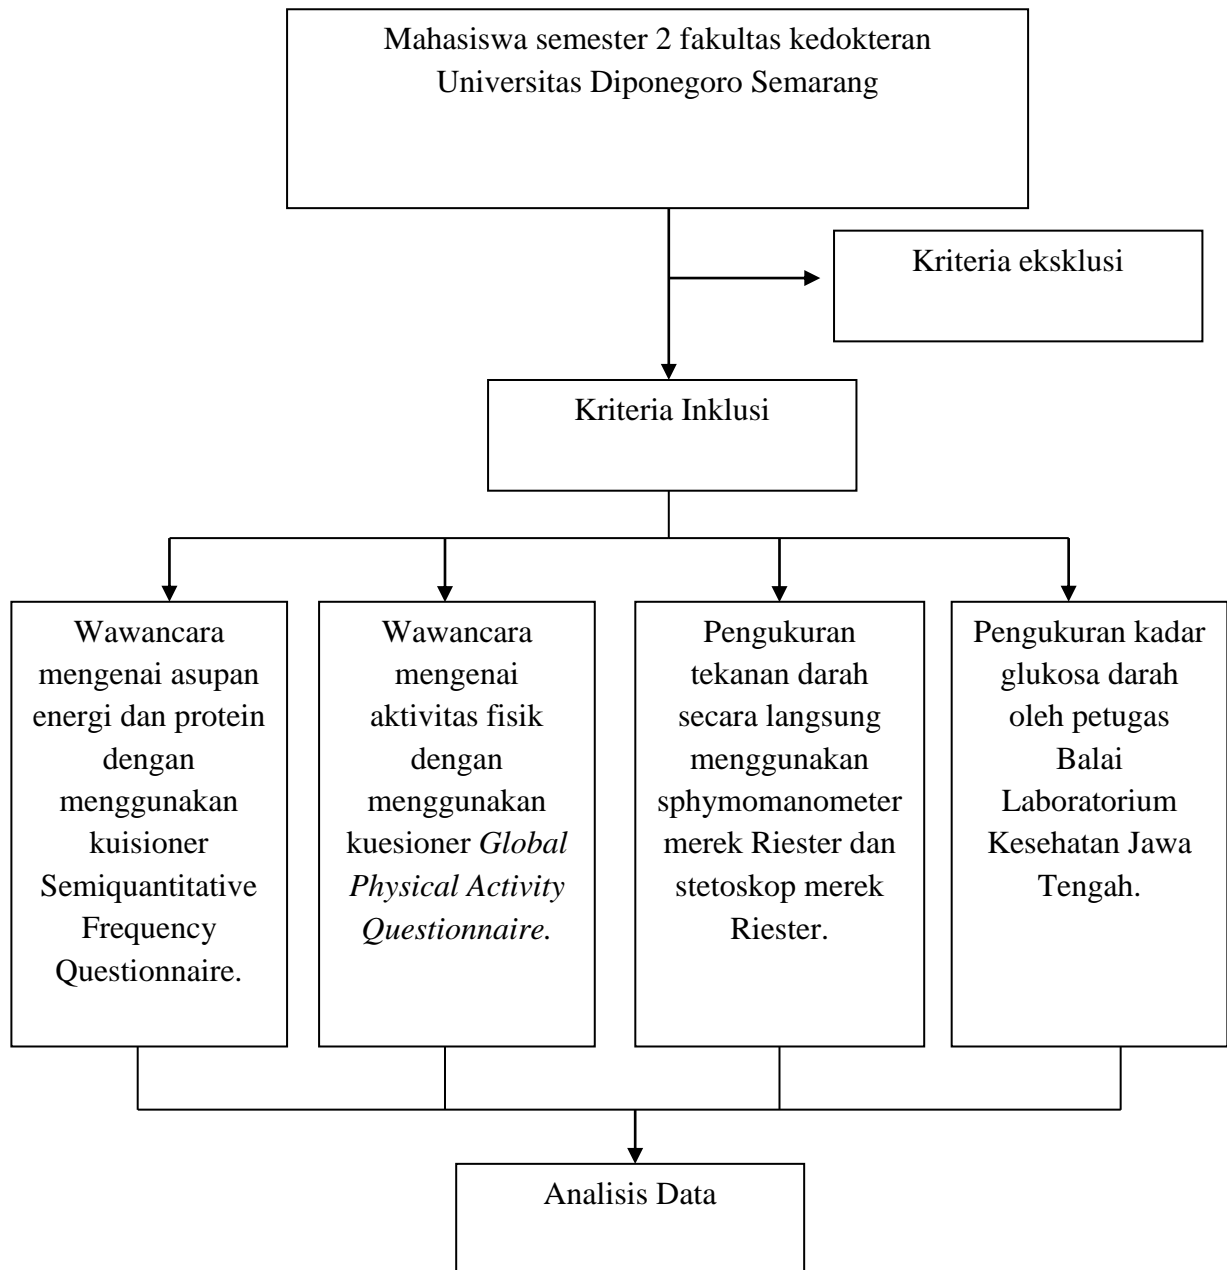 Mahasiswa semester 2 fakultas kedokteran
Universitas Diponegoro Semarang
Kriteria eksklusi
Kriteria Inklusi
Wawancara
mengenai asupan
energi dan protein
dengan
menggunakan
kuisioner
Semiquantitative
Frequency
Questionnaire.
Wawancara
mengenai
aktivitas fisik
dengan
menggunakan
kuesioner Global
Physical Activity
Questionnaire.
Pengukuran
tekanan darah
secara langsung
menggunakan
sphymomanometer
merek Riester dan
stetoskop merek
Riester.
Pengukuran kadar
glukosa darah
oleh petugas
Balai
Laboratorium
Kesehatan Jawa
Tengah.
Analisis Data